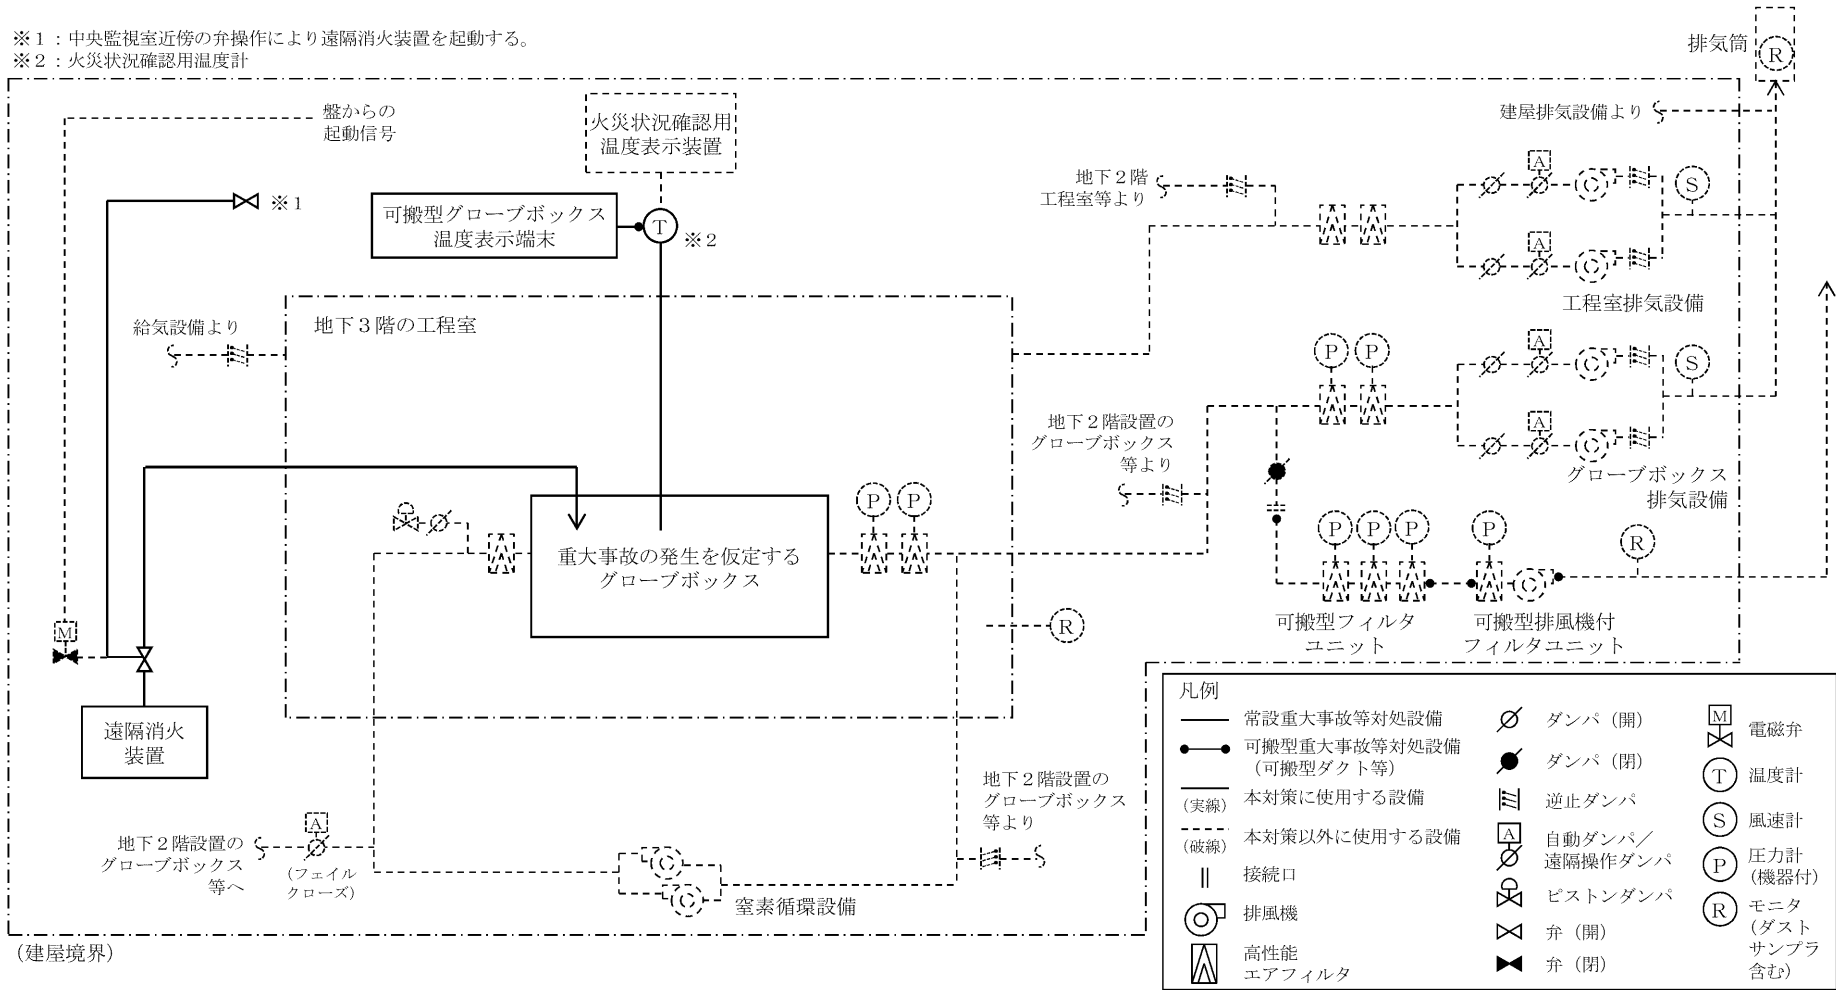 ※１：中央監視室近傍の弁操作により遠隔消火装置を起動する。
※２：火災状況確認用温度計
排気筒
R
盤からの
起動信号
火災状況確認用
温度表示装置
建屋排気設備より
※１
可搬型グローブボックス
温度表示端末
T
※２
地下２階
工程室等より
A
S
A
工程室排気設備
給気設備より
地下３階の工程室
P
P
A
S
地下２階設置の
グローブボックス
等より
A
グローブボックス
排気設備
P
P
重大事故の発生を仮定する
グローブボックス
P
P
P
P
R
可搬型フィルタ
ユニット
可搬型排風機付
フィルタユニット
M
R
遠隔消火
装置
地下２階設置の
グローブボックス
等より
地下２階設置の
グローブボックス
等へ
A
（フェイル
クローズ）
窒素循環設備
（建屋境界）
凡例
常設重大事故等対処設備
可搬型重大事故等対処設備
（可搬型ダクト等）
（実線）
本対策に使用する設備
（破線）
本対策以外に使用する設備
接続口
排風機
高性能
エアフィルタ
ダンパ（開）
ダンパ（閉）
逆止ダンパ
A
自動ダンパ／
遠隔操作ダンパ
ピストンダンパ
弁（開）
弁（閉）
M
電磁弁
T
温度計
S
風速計
P
圧力計
（機器付）
R
モニタ
（ダスト
サンプラ
含む）